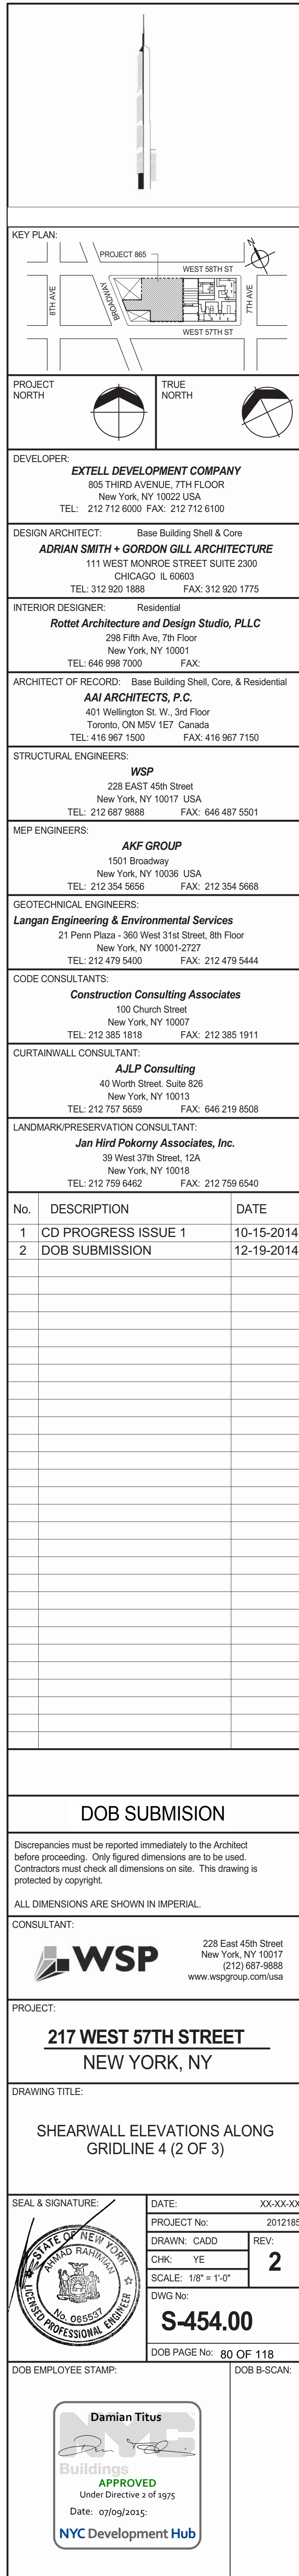 KEY PLAN:
N
PROJECT 865
WEST 58TH ST
8TH AVE
BROADWAY
7TH AVE
WEST 57TH ST
PROJECT
NORTH
TRUE
NORTH
DEVELOPER:
EXTELL DEVELOPMENT COMPANY
805 THIRD AVENUE, 7TH FLOOR
New York, NY 10022 USA
TEL: 212 712 6000 FAX: 212 712 6100
DESIGN ARCHITECT: Base Building Shell & Core
ADRIAN SMITH + GORDON GILL ARCHITECTURE
111 WEST MONROE STREET SUITE 2300
CHICAGO IL 60603
TEL: 312 920 1888 FAX: 312 920 1775
INTERIOR DESIGNER: Residential
Rottet Architecture and Design Studio, PLLC
298 Fifth Ave, 7th Floor
New York, NY 10001
TEL: 646 998 7000 FAX:
ARCHITECT OF RECORD: Base Building Shell, Core, & Residential
AAI ARCHITECTS, P.C.
401 Wellington St. W., 3rd Floor
Toronto, ON M5V 1E7 Canada
TEL: 416 967 1500 FAX: 416 967 7150
STRUCTURAL ENGINEERS:
WSP
228 EAST 45th Street
New York, NY 10017 USA
TEL: 212 687 9888 FAX: 646 487 5501
MEP ENGINEERS:
AKF GROUP
1501 Broadway
New York, NY 10036 USA
TEL: 212 354 5656 FAX: 212 354 5668
GEOTECHNICAL ENGINEERS:
Langan Engineering & Environmental Services
21 Penn Plaza - 360 West 31st Street, 8th Floor
New York, NY 10001-2727
TEL: 212 479 5400 FAX: 212 479 5444
CODE CONSULTANTS:
Construction Consulting Associates
100 Church Street
New York, NY 10007
TEL: 212 385 1818 FAX: 212 385 1911
CURTAINWALL CONSULTANT:
AJLP Consulting
40 Worth Street. Suite 826
New York, NY 10013
TEL: 212 757 5659 FAX: 646 219 8508
LANDMARK/PRESERVATION CONSULTANT:
Jan Hird Pokorny Associates, Inc.
39 West 37th Street, 12A
New York, NY 10018
TEL: 212 759 6462 FAX: 212 759 6540
No. DESCRIPTION DATE
1 CD PROGRESS ISSUE 1 10-15-2014
2 DOB SUBMISSION 12-19-2014
DOB SUBMISION
Discrepancies must be reported immediately to the Architect
before proceeding. Only figured dimensions are to be used.
Contractors must check all dimensions on site. This drawing is
protected by copyright.
ALL DIMENSIONS ARE SHOWN IN IMPERIAL.
CONSULTANT:
WSP
228 East 45th Street
New York, NY 10017
(212) 687-9888
www.wspgroup.com/usa
PROJECT:
217 WEST 57TH STREET
NEW YORK, NY
DRAWING TITLE:
SHEARWALL ELEVATIONS ALONG
GRIDLINE 4 (2 OF 3)
SEAL & SIGNATURE:
STATE OF NEW YORK
AHMAD RAHIMIAN
No. 065537
LICENSED PROFESSIONAL ENGINEER
DATE: XX-XX-XX
PROJECT No: 2012185
DRAWN: CADD
CHK: YE
SCALE: 1/8" = 1'-0"
REV:
2
DWG No:
S-454.00
DOB PAGE No: 80 OF 118
DOB EMPLOYEE STAMP:
DOB B-SCAN:
NYC
Damian Titus
Buildings
APPROVED
Under Directive 2 of 1975
Date: 07/09/2015:
NYC Development Hub